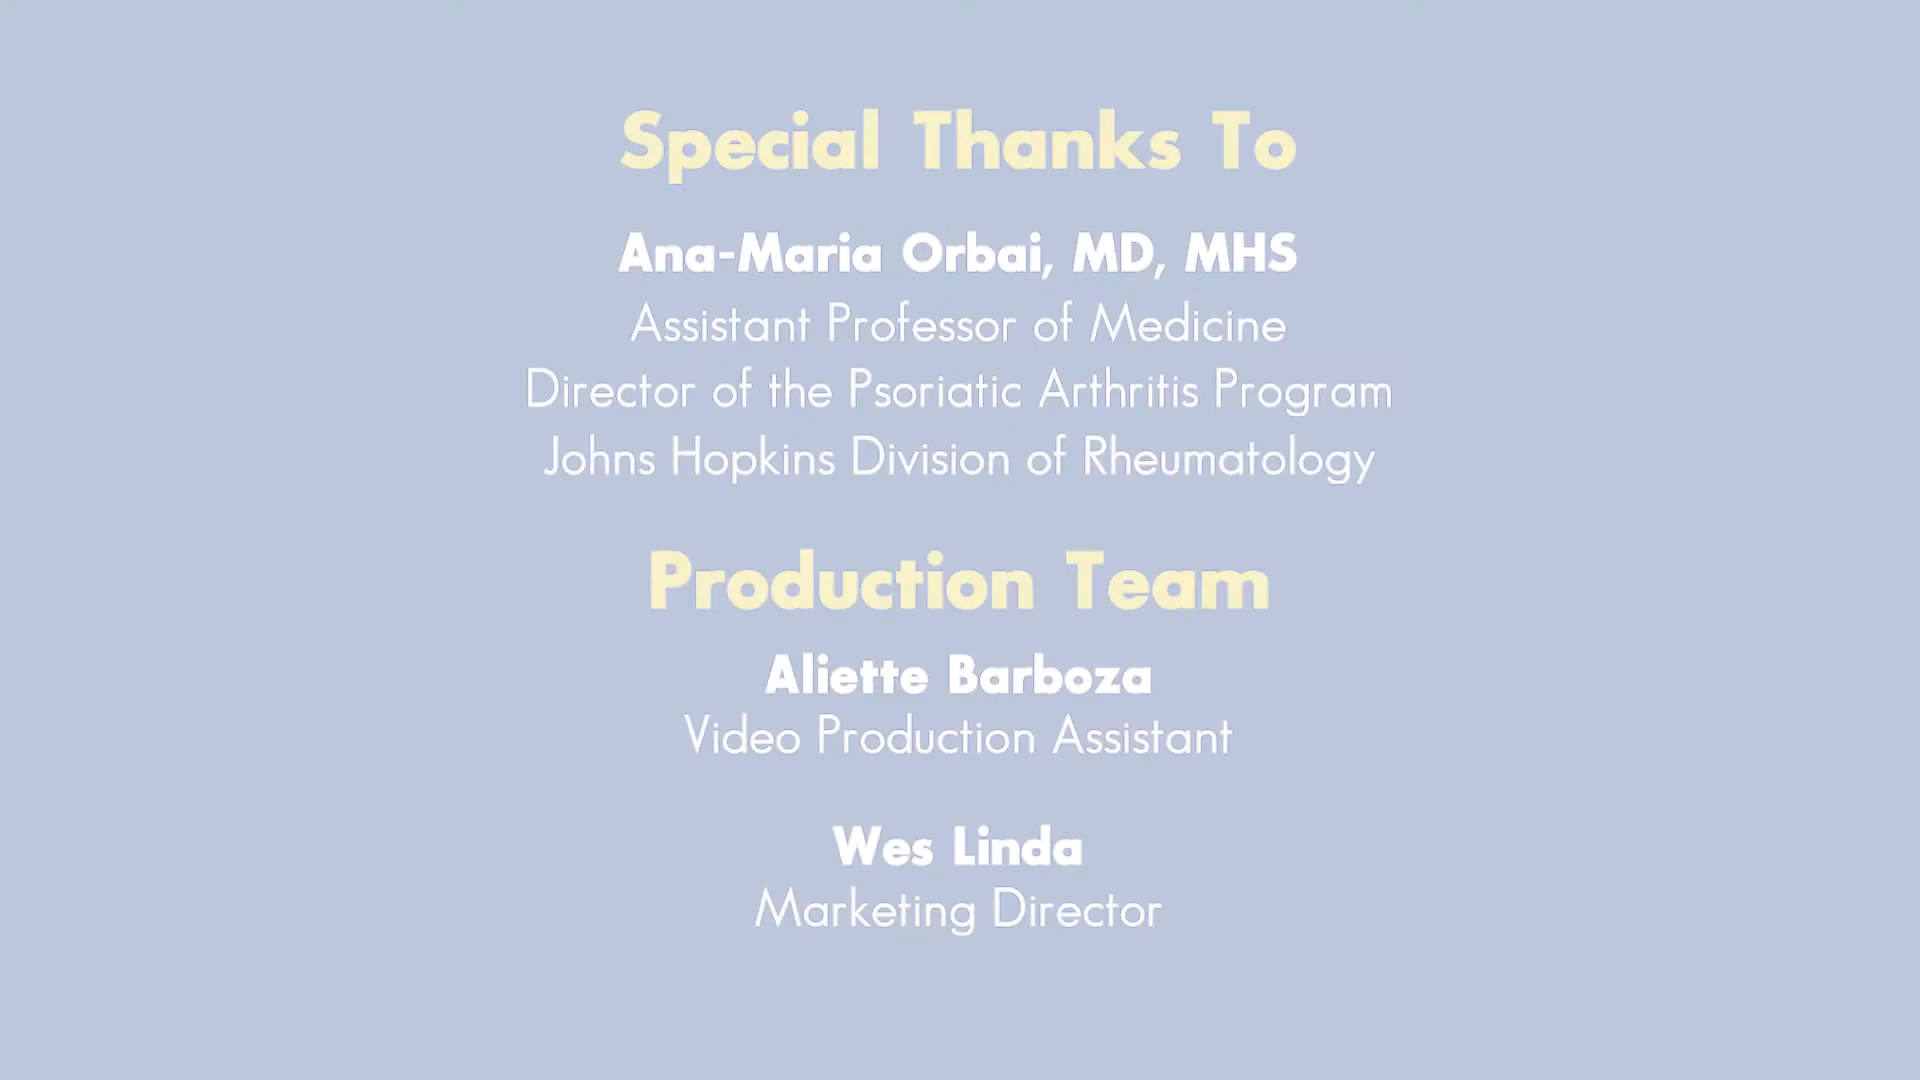 Special Thanks To
Ana-Maria Orbai, MD, MHS
Assistant Professor of Medicine
Director of the Psoriatic Arthritis Program
Johns Hopkins Division of Rheumatology
Production Team
Aliette Barboza
Video Production Assistant
Wes Linda
Marketing Director